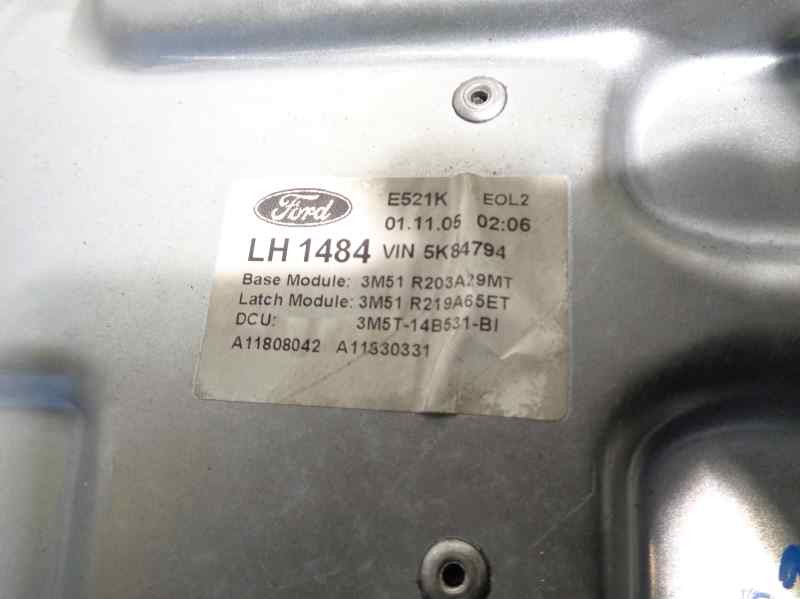 Ford E521K EOL2
01.11.05 02:06
LH 1484 VIN 5K84794
Base Module: 3M51 R203A29MT
Latch Module: 3M51 R219A65ET
DCU: 3M5T-14B531-BI
A11808042 A11830331